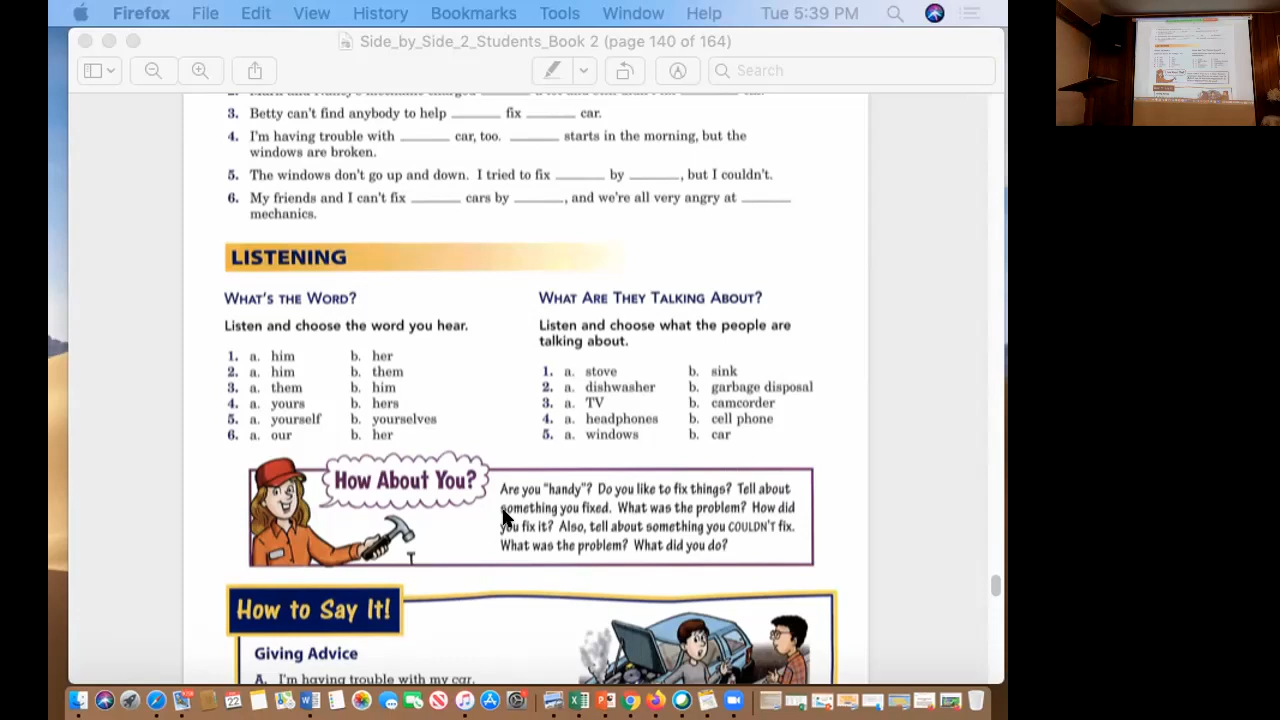 Firefox File Edit View History Bookmarks Tools Window Help Tue 5:39 PM
Side_by_Side_2_Students_Book 2 (page 140 of 164)
Search
3. Betty can't find anybody to help ______ fix ______ car.
4. I'm having trouble with ______ car, too. ______ starts in the morning, but the
windows are broken.
5. The windows don't go up and down. I tried to fix ______ by ______, but I couldn't.
6. My friends and I can't fix ______ cars by ______, and we're all very angry at ______
mechanics.
LISTENING
WHAT'S THE WORD?
Listen and choose the word you hear.
1. a. him b. her
2. a. him b. them
3. a. them b. him
4. a. yours b. hers
5. a. yourself b. yourselves
6. a. our b. her
WHAT ARE THEY TALKING ABOUT?
Listen and choose what the people are
talking about.
1. a. stove b. sink
2. a. dishwasher b. garbage disposal
3. a. TV b. camcorder
4. a. headphones b. cell phone
5. a. windows b. car
How About You?
Are you "handy"? Do you like to fix things? Tell about
something you fixed. What was the problem? How did
you fix it? Also, tell about something you COULDN'T fix.
What was the problem? What did you do?
How to Say It!
Giving Advice
A. I'm having trouble with my car.